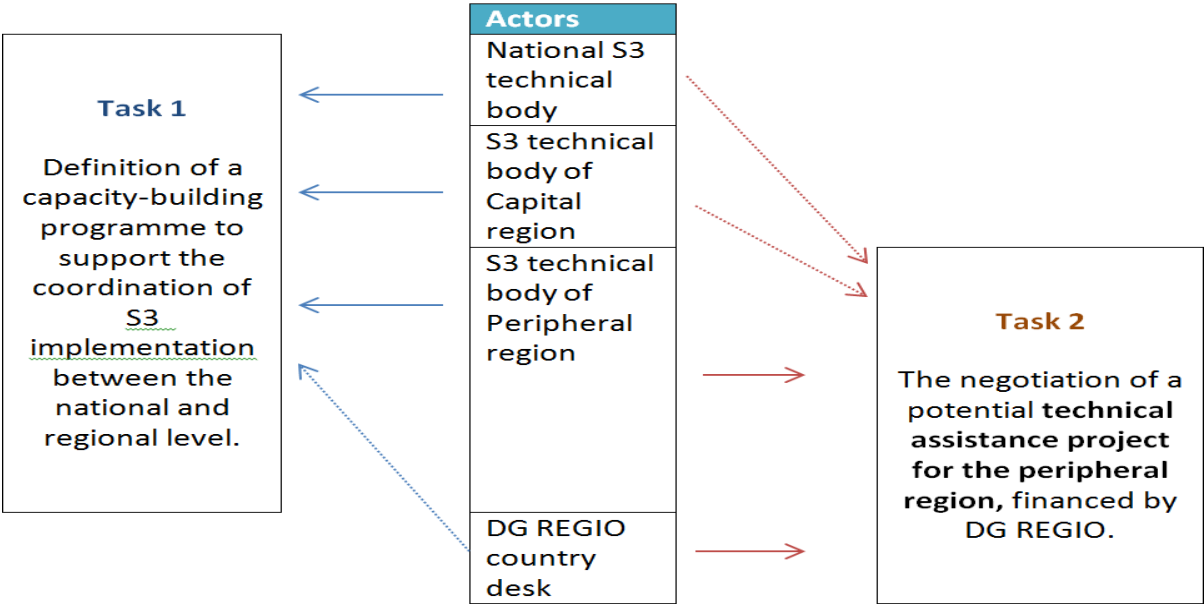 Task 1
Definition of a
capacity-building
programme to
support the
coordination of
S3
implementation
between the
national and
regional level.
Actors
National S3
technical
body
S3 technical
body of
Capital
region
S3 technical
body of
Peripheral
region
DG REGIO
country
desk
Task 2
The negotiation of a
potential technical
assistance project
for the peripheral
region, financed by
DG REGIO.